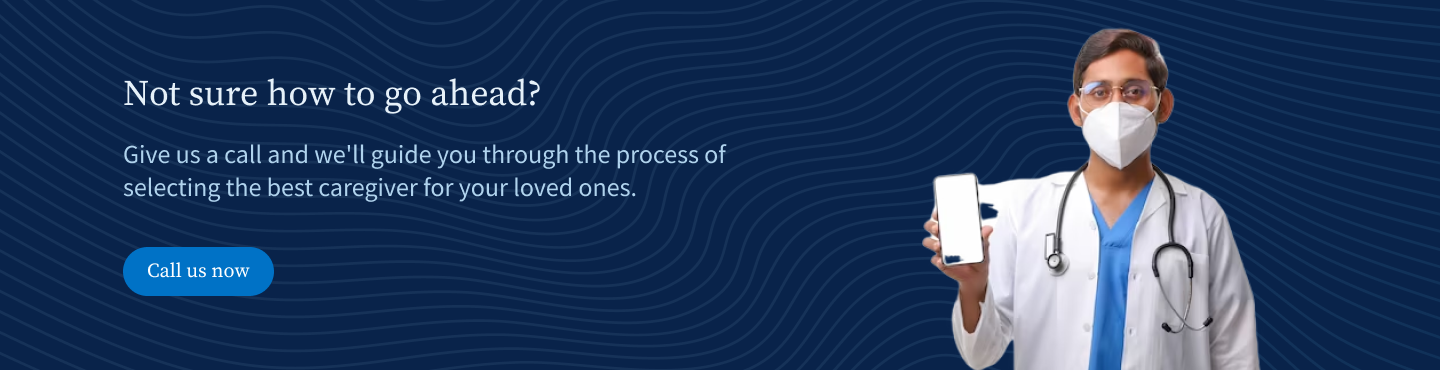 Not sure how to go ahead?
Give us a call and we'll guide you through the process of
selecting the best caregiver for your loved ones.
Call us now